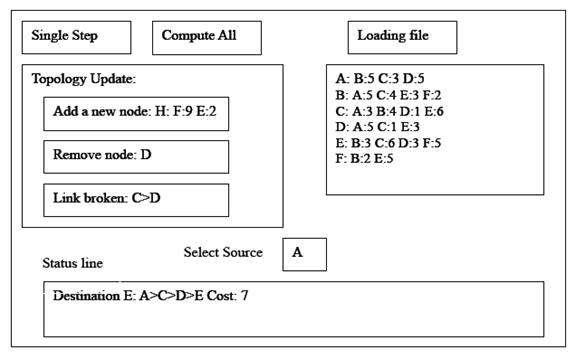 Single Step
Compute All
Loading file
Topology Update:
Add a new node: H: F:9 E:2
Remove node: D
Link broken: C>D
A: B:5 C:3 D:5
B: A:5 C:4 E:3 F:2
C: A:3 B:4 D:1 E:6
D: A:5 C:1 E:3
E: B:3 C:6 D:3 F:5
F: B:2 E:5
Select Source
A
Status line
Destination E: A>C>D>E Cost: 7